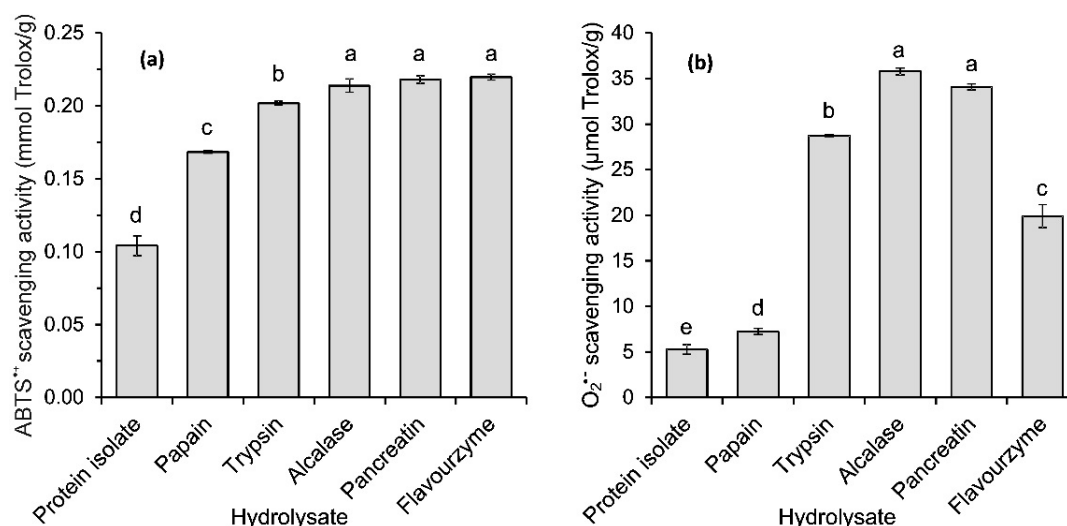 (a)
ABTS•+ scavenging activity (mmol Trolox/g)
0.25
0.20
0.15
0.10
0.05
0.00
d
c
b
a
a
a
Protein isolate
Papain
Trypsin
Alcalase
Pancreatin
Flavourzyme
Hydrolysate
(b)
O2•- scavenging activity (µmol Trolox/g)
40
35
30
25
20
15
10
5
0
e
d
b
a
a
c
Protein isolate
Papain
Trypsin
Alcalase
Pancreatin
Flavourzyme
Hydrolysate